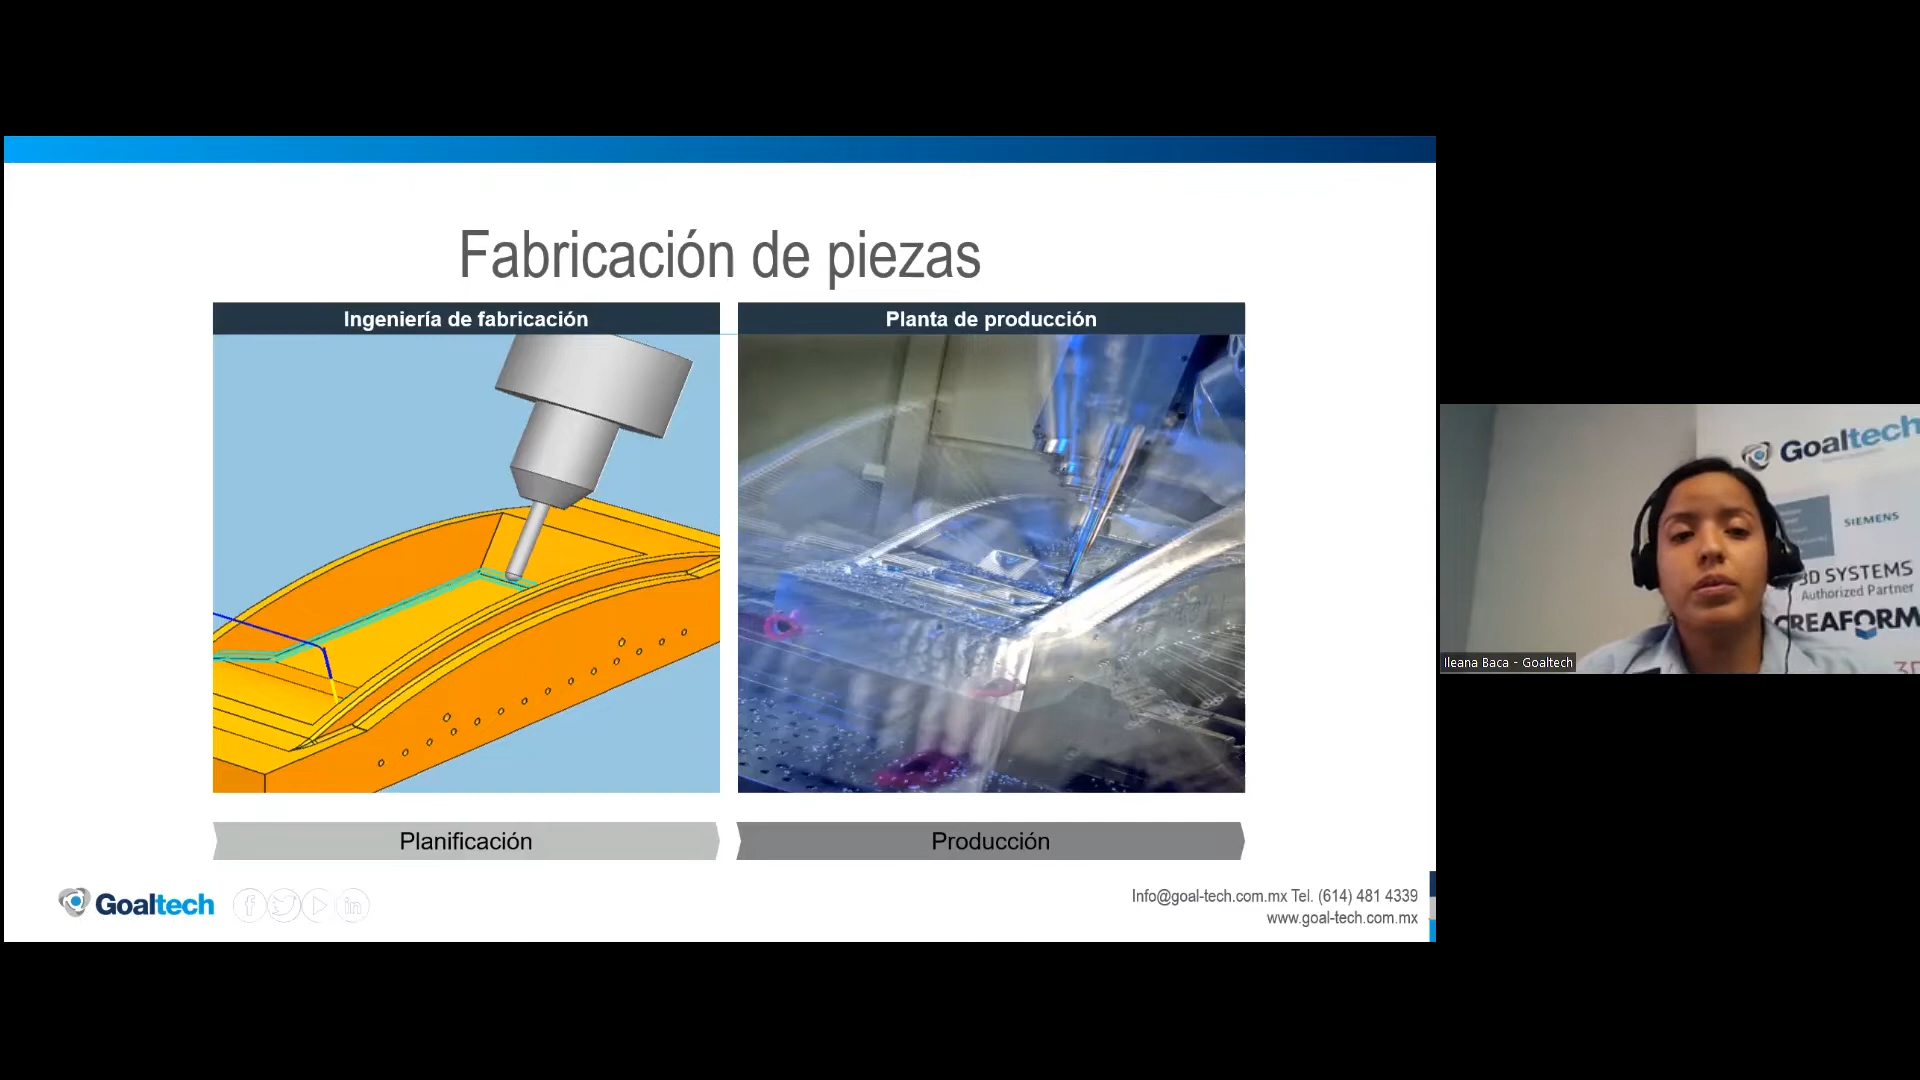 Fabricación de piezas
Ingeniería de fabricación
Planta de producción
Planificación
Producción
Goaltech
Info@goal-tech.com.mx Tel. (614) 481 4339
www.goal-tech.com.mx
Goaltech
SIEMENS
3D SYSTEMS
Authorized Partner
CREAFORM
Ileana Baca - Goaltech